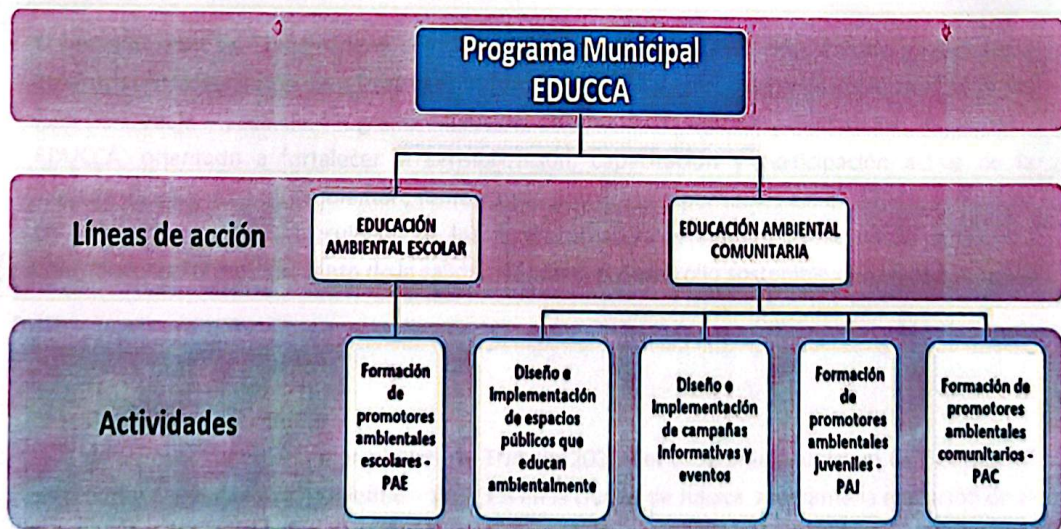 Programa Municipal
EDUCCA
Líneas de acción
EDUCACIÓN
AMBIENTAL ESCOLAR
EDUCACIÓN AMBIENTAL
COMUNITARIA
Actividades
Formación
de
promotores
ambientales
escolares -
PAE
Diseño e
Implementación
de espacios
públicos que
educan
ambientalmente
Diseño e
Implementación
de campañas
Informativas y
eventos
Formación
de
promotores
ambientales
Juveniles -
PAJ
Formación de
promotores
ambientales
comunitarios -
PAC